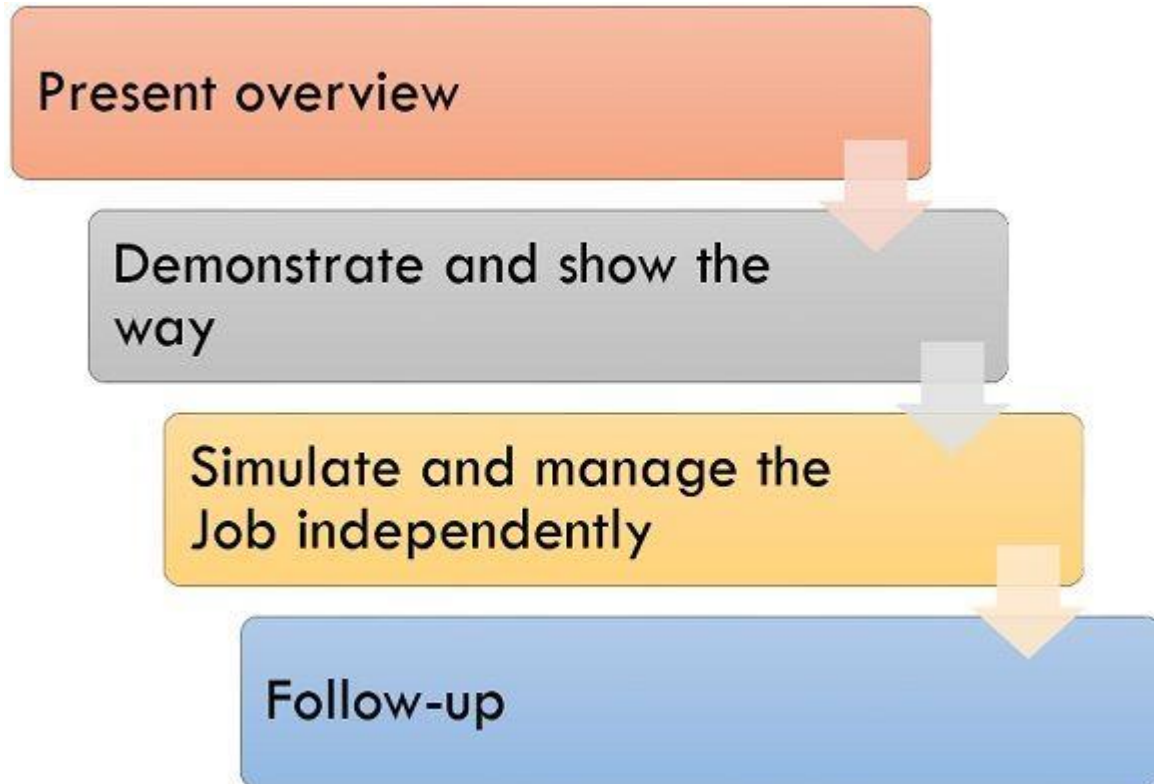 Present overview
Demonstrate and show the
way
Simulate and manage the
Job independently
Follow-up